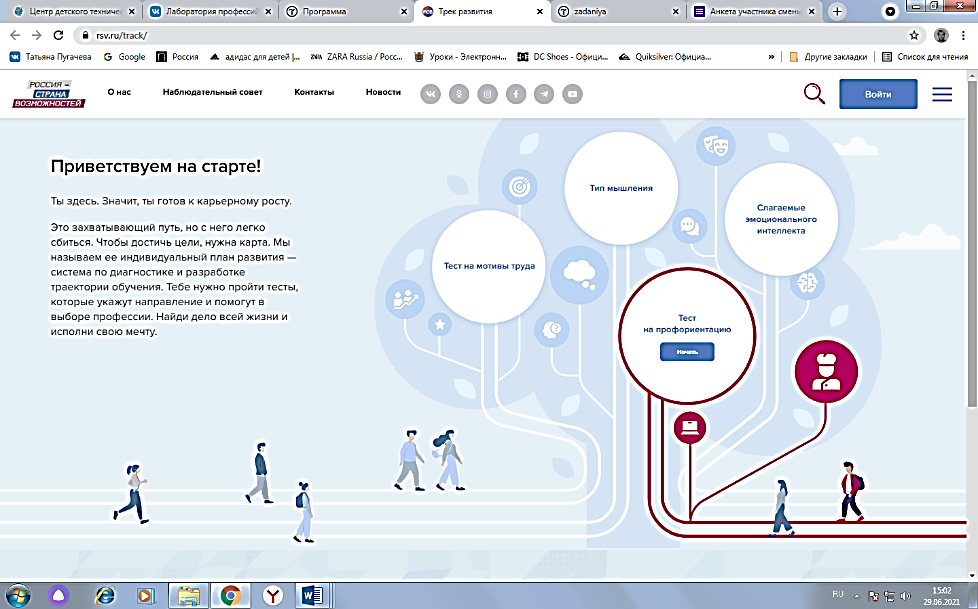 Центр детского техничес
Лаборатория професси
Программа
Трек развития
zadaniya
Анкета участника смень
rsv.ru/track/
Татьяна Пугачева
Google
Россия
адидас для детей |...
ZARA Russia / Росс...
Уроки - Электронн...
DC Shoes - Официа...
Quiksilver: Официа...
»
Другие закладки
Список для чтения
РОССИЯ –
СТРАНА
ВОЗМОЖНОСТЕЙ
О нас
Наблюдательный совет
Контакты
Новости
Войти
Приветствуем на старте!
Ты здесь. Значит, ты готов к карьерному росту.
Это захватывающий путь, но с него легко
сбиться. Чтобы достичь цели, нужна карта. Мы
называем ее индивидуальный план развития —
система по диагностике и разработке
траектории обучения. Тебе нужно пройти тесты,
которые укажут направление и помогут в
выборе профессии. Найди дело всей жизни и
исполни свою мечту.
Тип мышления
Слагаемые
эмоционального
интеллекта
Тест на мотивы труда
Тест
на профориентацию
Начать
RU
15:02
29.06.2021